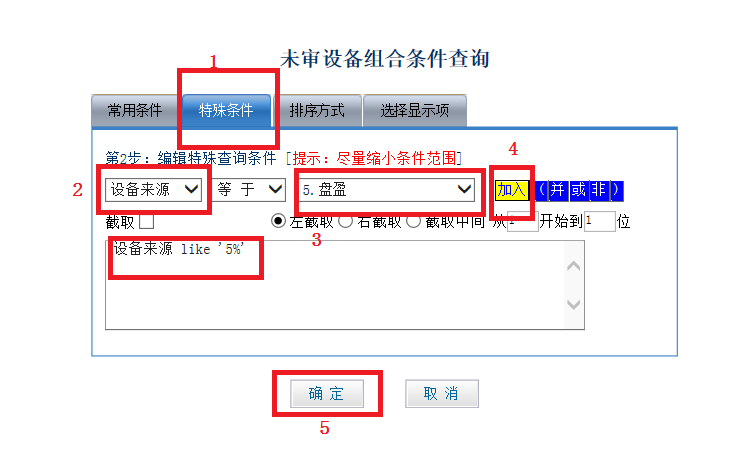 1
未审设备组合条件查询
常用条件 特殊条件 排序方式 选择显示项
第2步：编辑特殊查询条件 [提示：尽量缩小条件范围]
4
2 设备来源 等 于 5.盘盈 加入 ( 并 或 非 )
截取 左截取 右截取 截取中间 从1开始到1位
3
设备来源 like '5%'
确 定 取 消
5